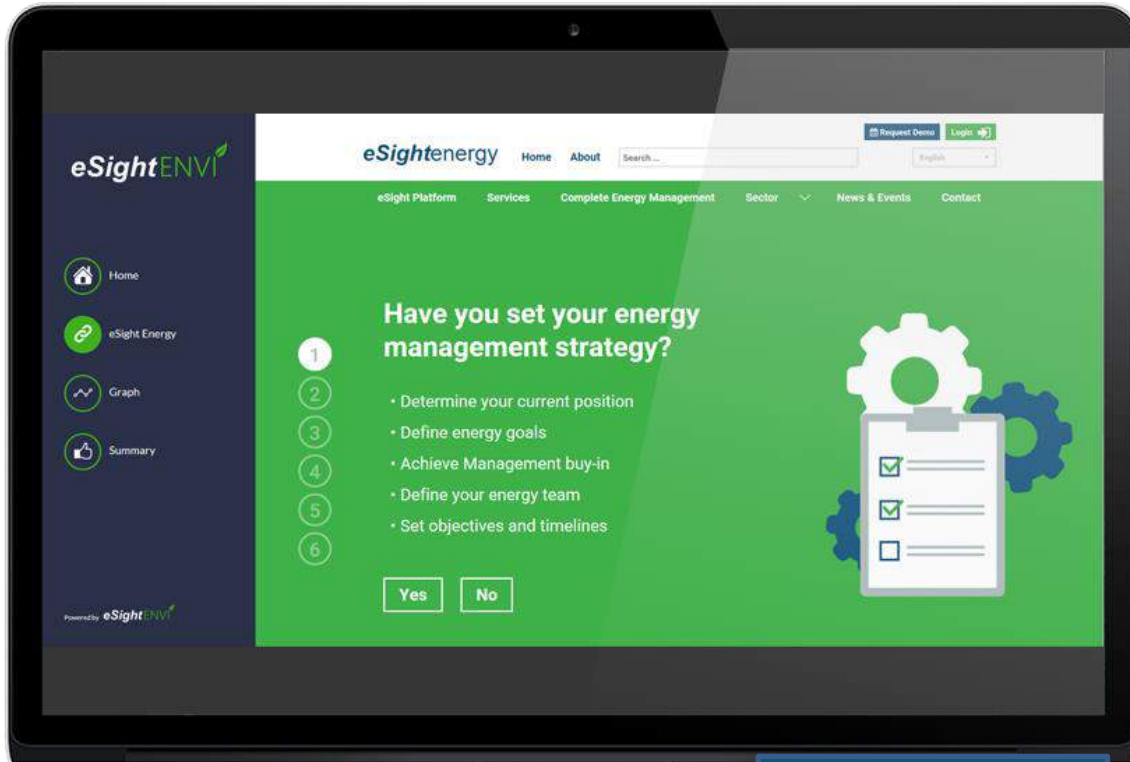 eSightENVI
Home
eSight Energy
Graph
Summary
Powered by eSightENVI
eSightenergy
Home
About
Search ...
Request Demo
Login
English
eSight Platform
Services
Complete Energy Management
Sector
News & Events
Contact
Have you set your energy
management strategy?
1
2
3
4
5
6
• Determine your current position
• Define energy goals
• Achieve Management buy-in
• Define your energy team
• Set objectives and timelines
Yes
No